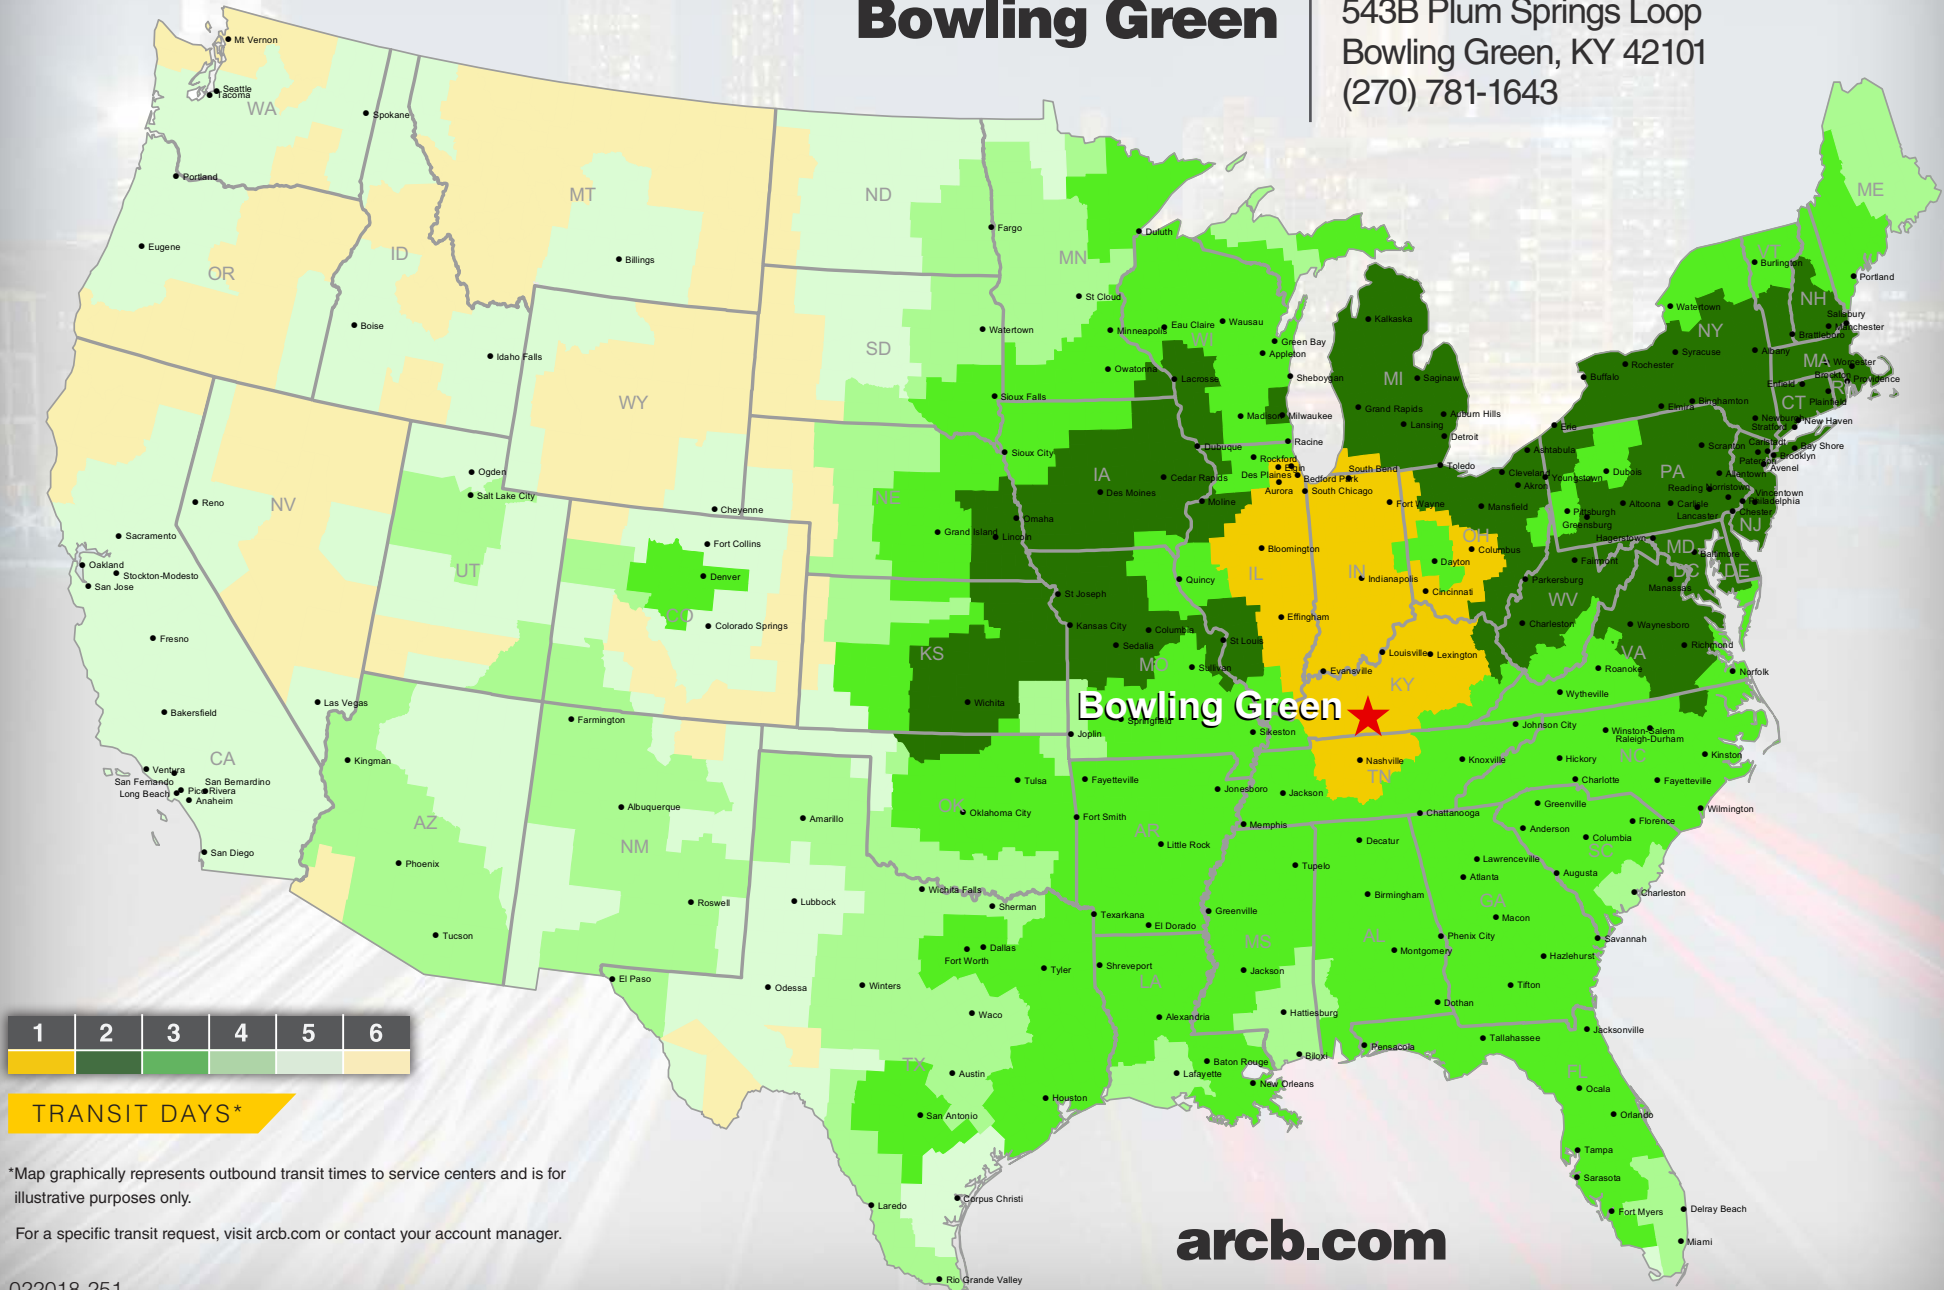 Bowling Green
543B Plum Springs Loop
Bowling Green, KY 42101
(270) 781-1643
Mt Vernon
Seattle
Tacoma
WA
Spokane
Portland
Eugene
OR
ID
Boise
Idaho Falls
MT
Billings
WY
Cheyenne
ND
Fargo
SD
Watertown
Sioux Falls
MN
Duluth
St Cloud
Minneapolis
Owatonna
WI
Eau Claire
Wausau
Green Bay
Appleton
Sheboygan
Lacrosse
Madison
Milwaukee
Racine
MI
Kalkaska
Saginaw
Grand Rapids
Lansing
Auburn Hills
Detroit
ME
Portland
VT
Burlington
NH
Salisbury
Manchester
Brattleboro
NY
Watertown
Syracuse
Albany
Rochester
Buffalo
Elmira
Binghamton
Newburgh
MA
Worcester
Brockton
Providence
RI
Enfield
Plainfield
CT
New Haven
Stratford
Bay Shore
Carlstadt
Brooklyn
Paterson
Avenel
Erie
PA
Scranton
Allentown
Dubois
Reading
Norristown
Vincentown
Philadelphia
Altoona
Carlisle
Lancaster
Chester
Pittsburgh
Greensburg
NJ
Hagerstown
MD
Baltimore
DC
DE
Manassas
Ashtabula
Toledo
Cleveland
Akron
Youngstown
Mansfield
OH
Columbus
Dayton
Cincinnati
Fairmont
Parkersburg
WV
Charleston
Waynesboro
VA
Richmond
Roanoke
Norfolk
Wytheville
NV
Reno
Las Vegas
UT
Ogden
Salt Lake City
Sacramento
Oakland
Stockton-Modesto
San Jose
Fresno
Bakersfield
CA
Ventura
San Fernando
San Bernardino
Pico Rivera
Long Beach
Anaheim
San Diego
CO
Fort Collins
Denver
Colorado Springs
NE
Grand Island
Lincoln
Omaha
IA
Sioux City
Des Moines
Cedar Rapids
Dubuque
Moline
Rockford
Elgin
Des Plaines
Bedford Park
Aurora
South Chicago
South Bend
Fort Wayne
IL
Bloomington
Quincy
Effingham
IN
Indianapolis
Evansville
KS
Wichita
St Joseph
Kansas City
Columbia
Sedalia
St Louis
MO
Sullivan
Springfield
Joplin
Sikeston
KY
Louisville
Lexington
Bowling Green
AZ
Kingman
Phoenix
Tucson
NM
Farmington
Albuquerque
Roswell
OK
Tulsa
Oklahoma City
AR
Fayetteville
Fort Smith
Jonesboro
Little Rock
Texarkana
El Dorado
TN
Nashville
Jackson
Memphis
Knoxville
Johnson City
Chattanooga
NC
Winston-Salem
Raleigh-Durham
Hickory
Kinston
Charlotte
Fayetteville
Wilmington
SC
Greenville
Anderson
Florence
Columbia
Charleston
GA
Lawrenceville
Atlanta
Augusta
Macon
Savannah
Hazlehurst
Tifton
AL
Decatur
Birmingham
Phenix City
Montgomery
Dothan
MS
Tupelo
Greenville
Jackson
Hattiesburg
Biloxi
LA
Shreveport
Alexandria
Baton Rouge
Lafayette
New Orleans
TX
Amarillo
Lubbock
Wichita Falls
Sherman
Dallas
Fort Worth
Tyler
El Paso
Odessa
Winters
Waco
Austin
Houston
San Antonio
Corpus Christi
Laredo
Rio Grande Valley
FL
Pensacola
Tallahassee
Jacksonville
Ocala
Orlando
Tampa
Sarasota
Fort Myers
Delray Beach
Miami
1 2 3 4 5 6
TRANSIT DAYS*
*Map graphically represents outbound transit times to service centers and is for
illustrative purposes only.
For a specific transit request, visit arcb.com or contact your account manager.
arcb.com
022018-251